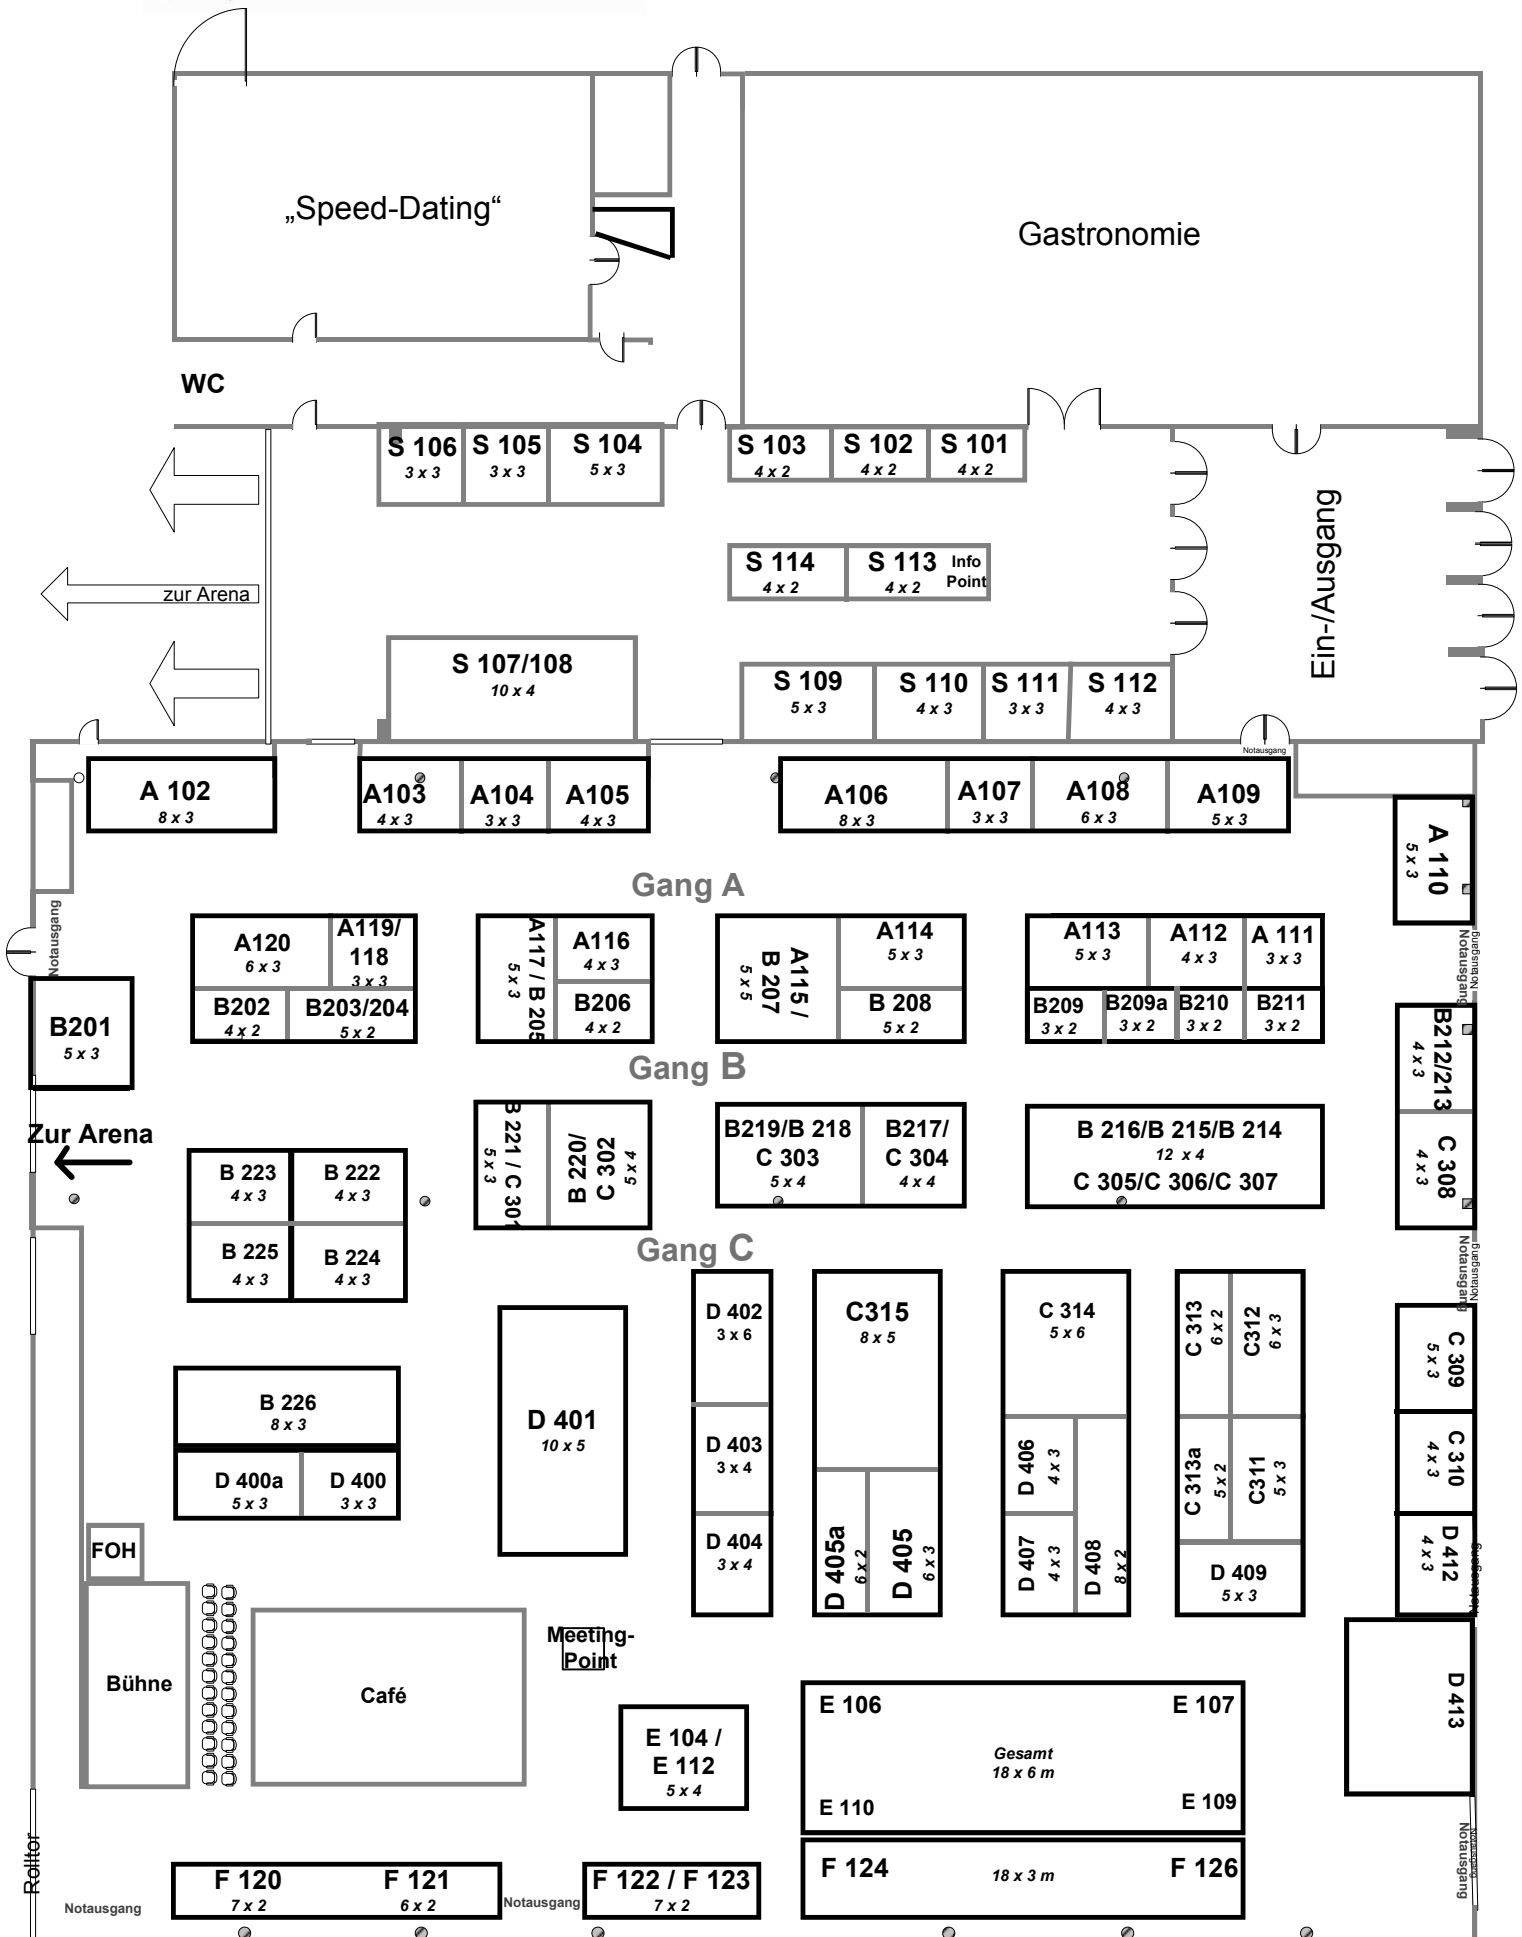 „Speed-Dating“
Gastronomie
WC
S 106
3 x 3
S 105
3 x 3
S 104
5 x 3
S 103
4 x 2
S 102
4 x 2
S 101
4 x 2
Ein-/Ausgang
S 114
4 x 2
S 113
4 x 2
Info
Point
zur Arena
S 107/108
10 x 4
S 109
5 x 3
S 110
4 x 3
S 111
3 x 3
S 112
4 x 3
Notausgang
A 102
8 x 3
A103
4 x 3
A104
3 x 3
A105
4 x 3
A106
8 x 3
A107
3 x 3
A108
6 x 3
A109
5 x 3
A 110
5 x 3
Gang A
Notausgang
A120
6 x 3
A119/
118
3 x 3
B202
4 x 2
B203/204
5 x 2
A117 / B 205
5 x 3
A116
4 x 3
B206
4 x 2
A115 /
B 207
5 x 5
A114
5 x 3
B 208
5 x 2
A113
5 x 3
A112
4 x 3
A 111
3 x 3
B209
3 x 2
B209a
3 x 2
B210
3 x 2
B211
3 x 2
Notausgang
Notausgang
B201
5 x 3
B212/213
4 x 3
Gang B
Zur Arena
B 223
4 x 3
B 222
4 x 3
B 225
4 x 3
B 224
4 x 3
B 221 / C 301
5 x 3
B 220/
C 302
5 x 4
B219/B 218
C 303
5 x 4
B217/
C 304
4 x 4
B 216/B 215/B 214
12 x 4
C 305/C 306/C 307
C 308
4 x 3
Gang C
Notausgang
Notausgang
D 402
3 x 6
D 403
3 x 4
D 404
3 x 4
C315
8 x 5
D 405a
6 x 2
D 405
6 x 3
C 314
5 x 6
D 406
4 x 3
D 407
4 x 3
D 408
8 x 2
C 313
6 x 2
C312
6 x 3
C 313a
5 x 2
C311
5 x 3
D 409
5 x 3
C 309
5 x 3
C 310
4 x 3
D 412
4 x 3
Notausgang
D 401
10 x 5
B 226
8 x 3
D 400a
5 x 3
D 400
3 x 3
FOH
Bühne
Café
Meeting-
Point
D 413
E 104 /
E 112
5 x 4
E 106
E 107
Gesamt
18 x 6 m
E 110
E 109
Rolltor
Notausgang
F 120
7 x 2
F 121
6 x 2
Notausgang
F 122 / F 123
7 x 2
F 124
18 x 3 m
F 126
Notausgang
Notausgang